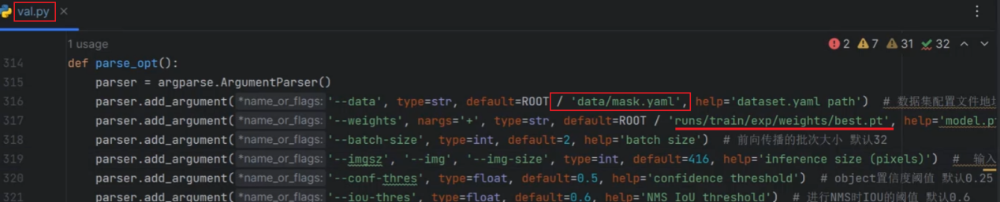 val.py
1 usage
2 7 31 32
314 def parse_opt():
315 parser = argparse.ArgumentParser()
316 parser.add_argument(*name_or_flags: '--data', type=str, default=ROOT / 'data/mask.yaml', help='dataset.yaml path') # 数据集配置文件地址
317 parser.add_argument(*name_or_flags: '--weights', nargs='+', type=str, default=ROOT / 'runs/train/exp/weights/best.pt', help='model.pt
318 parser.add_argument(*name_or_flags: '--batch-size', type=int, default=2, help='batch size') # 前向传播的批次大小 默认32
319 parser.add_argument(*name_or_flags: '--imgsz', '--img', '--img-size', type=int, default=416, help='inference size (pixels)') # 输入
320 parser.add_argument(*name_or_flags: '--conf-thres', type=float, default=0.5, help='confidence threshold') # object置信度阈值 默认0.25
321 parser.add_argument(*name_or_flags: '--iou-thres', type=float, default=0.6, help='NMS IoU threshold') # 进行NMS时IOU的阈值 默认0.6